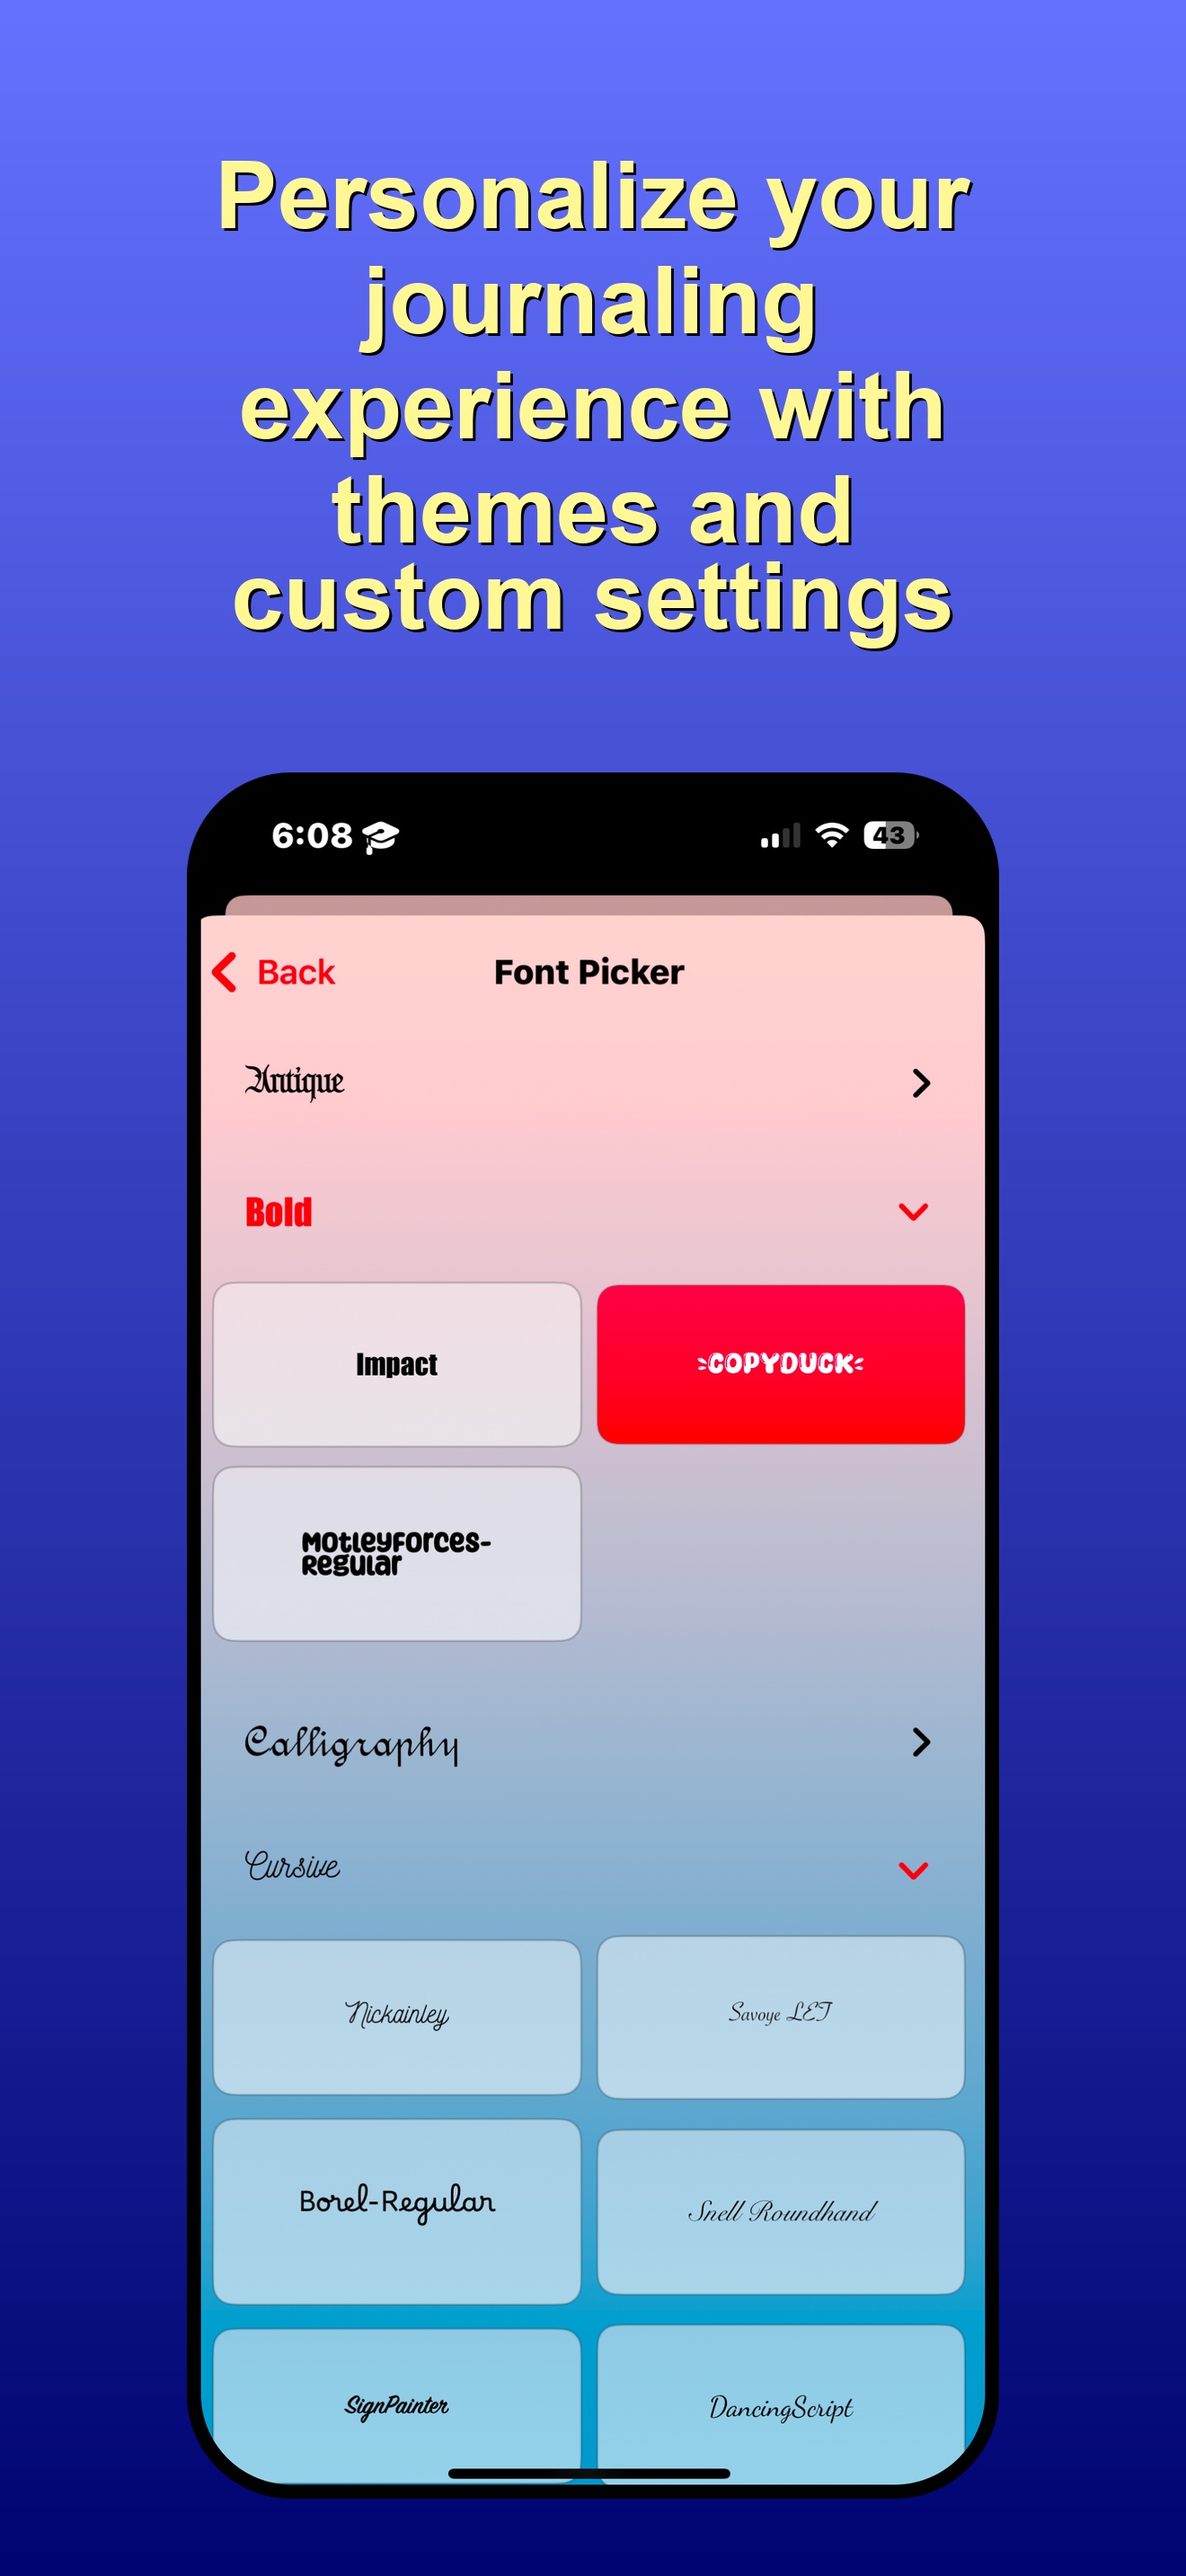 Personalize your
journaling
experience with
themes and
custom settings
6:08
43
Back
Font Picker
Antique
Bold
Impact
COPYDUCK
MotleyForces-
Regular
Calligraphy
Cursive
Nickainley
Savoye LET
Borel-Regular
Snell Roundhand
SignPainter
DancingScript